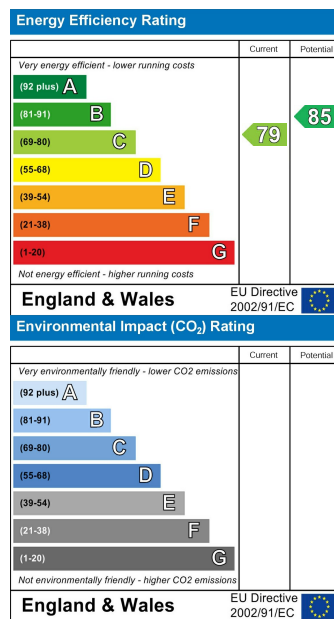 Energy Efficiency Rating
Current Potential
Very energy efficient - lower running costs
(92 plus) A
(81-91) B
(69-80) C
(55-68) D
(39-54) E
(21-38) F
(1-20) G
79
85
Not energy efficient - higher running costs
England & Wales
EU Directive
2002/91/EC
Environmental Impact (CO₂) Rating
Current Potential
Very environmentally friendly - lower CO2 emissions
(92 plus) A
(81-91) B
(69-80) C
(55-68) D
(39-54) E
(21-38) F
(1-20) G
Not environmentally friendly - higher CO2 emissions
England & Wales
EU Directive
2002/91/EC